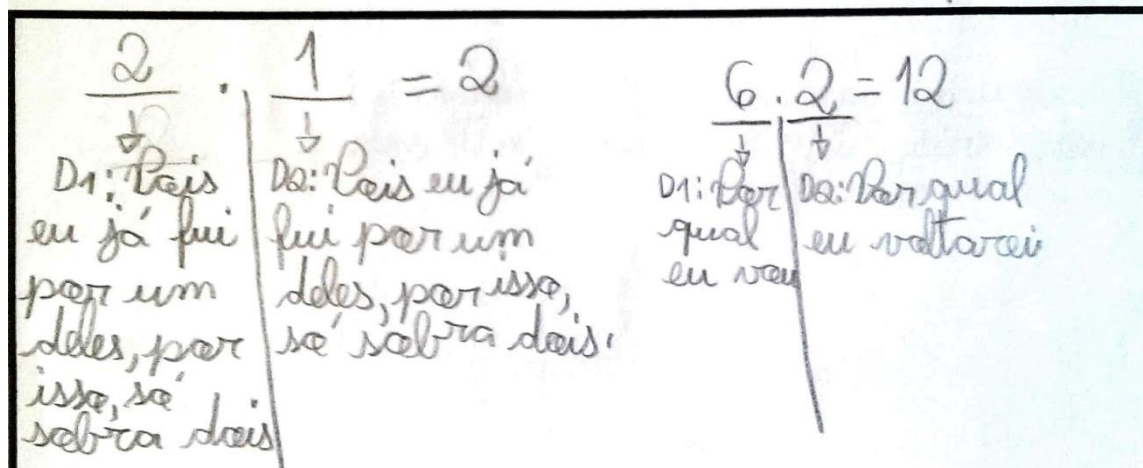 2 . 1 = 2
D1: Pois
eu já fui
por um
deles, por
isso, só
sobra dois
D2: Pois eu já
fui por um
deles, por isso,
só sobra dois.
6 . 2 = 12
D1: Por
qual
eu vou
D2: Por qual
eu voltarei